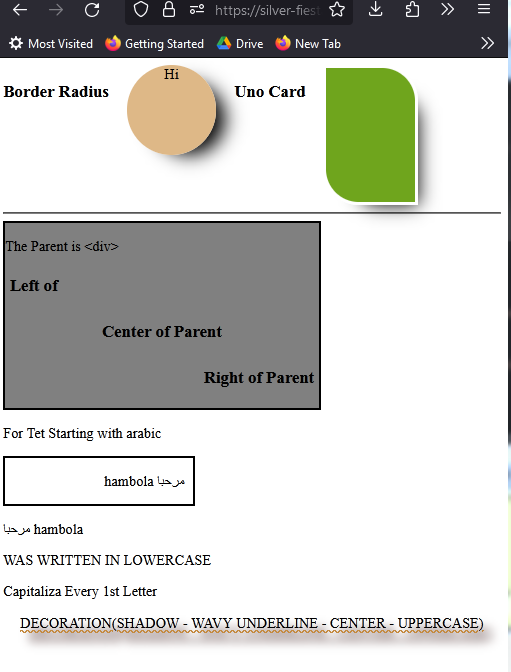 https://silver-fiest
Most Visited Getting Started Drive New Tab
Hi
Border Radius Uno Card
The Parent is <div>
Left of
Center of Parent
Right of Parent
For Tet Starting with arabic
مرحبا hambola
مرحبا hambola
WAS WRITTEN IN LOWERCASE
Capitaliza Every 1st Letter
DECORATION(SHADOW - WAVY UNDERLINE - CENTER - UPPERCASE)